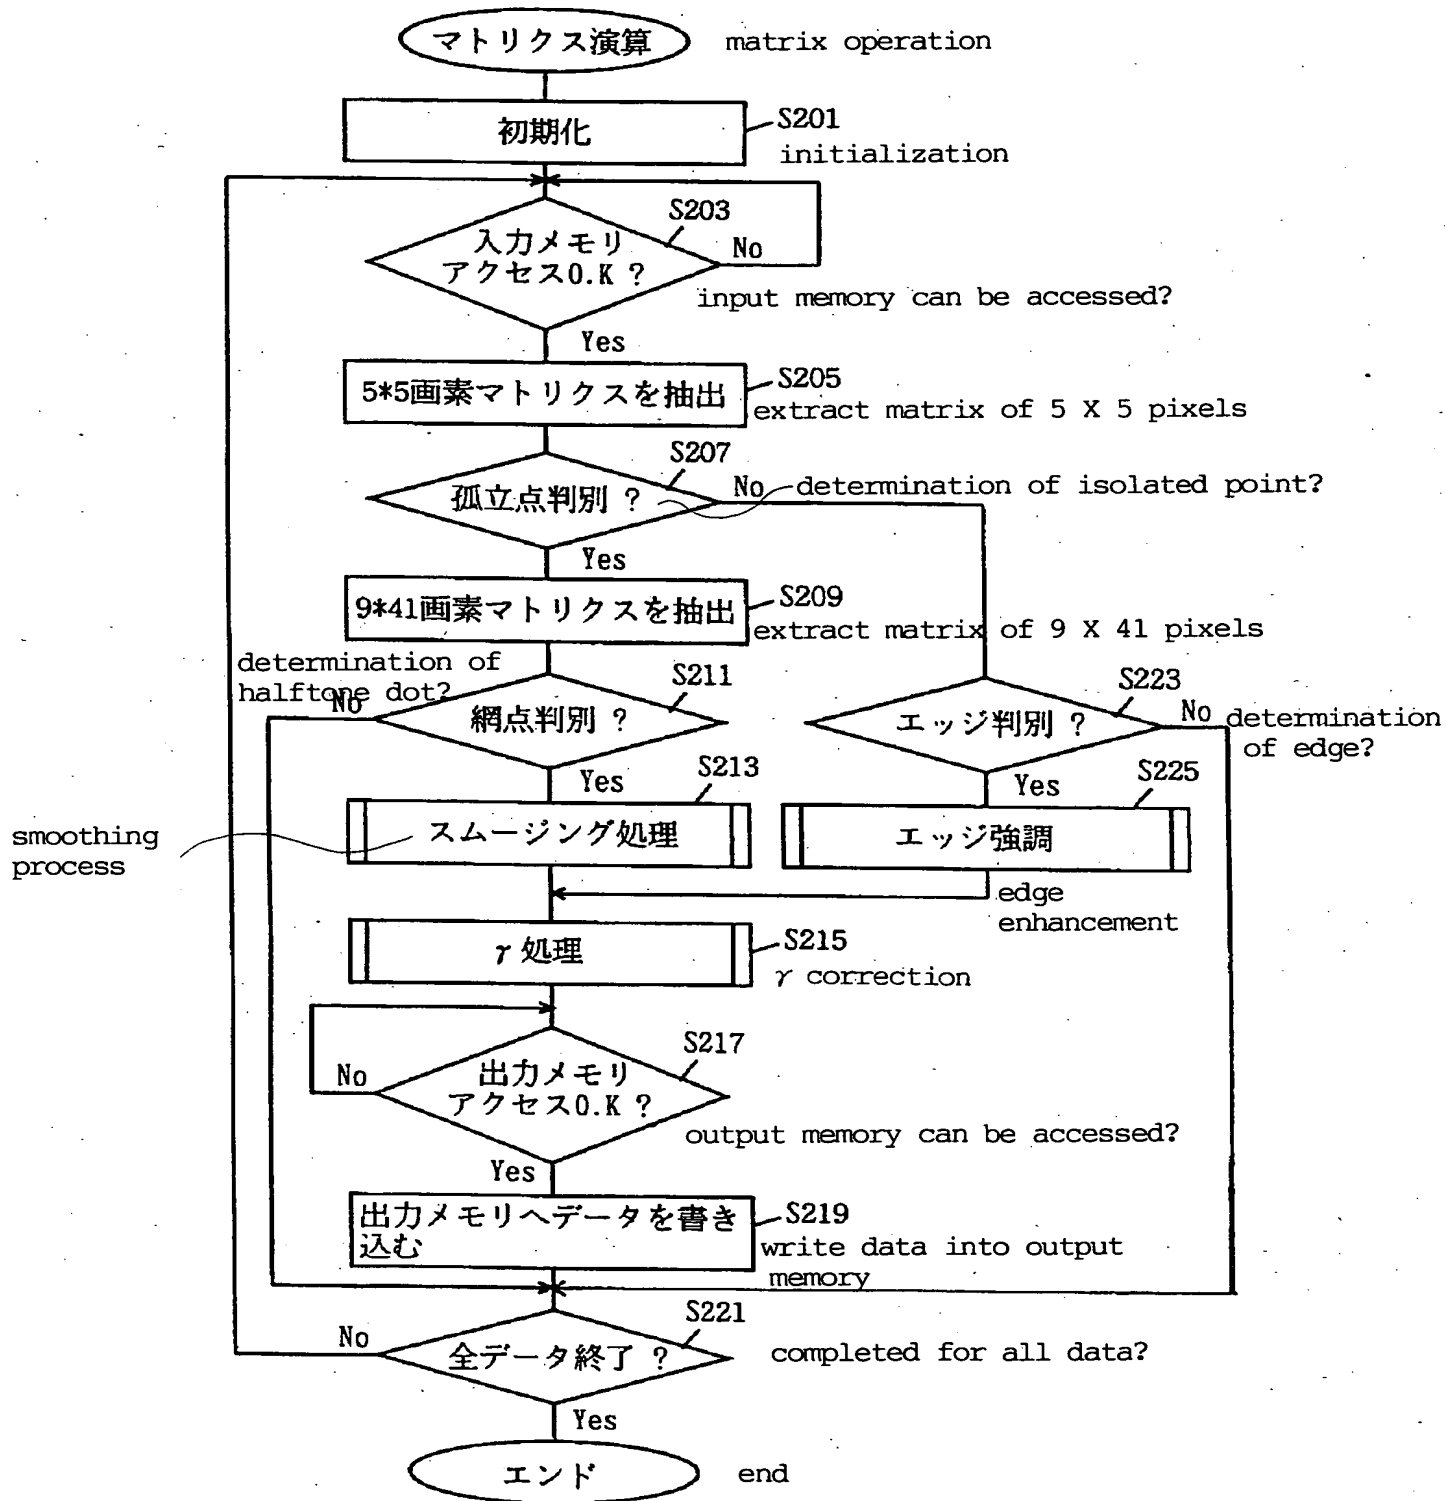 マトリクス演算
matrix operation
初期化
S201
initialization
S203
入力メモリ
アクセスO.K ?
No
input memory can be accessed?
Yes
5*5画素マトリクスを抽出
S205
extract matrix of 5 X 5 pixels
S207
孤立点判別 ?
No
determination of isolated point?
Yes
9*41画素マトリクスを抽出
S209
extract matrix of 9 X 41 pixels
determination of
halftone dot?
No
S211
網点判別 ?
S223
エッジ判別 ?
No
determination
of edge?
Yes
S213
Yes
S225
smoothing
process
スムージング処理
エッジ強調
edge
enhancement
γ 処理
S215
γ correction
S217
No
出力メモリ
アクセスO.K ?
output memory can be accessed?
Yes
出力メモリへデータを書き
込む
S219
write data into output
memory
S221
No
全データ終了 ?
completed for all data?
Yes
エンド
end